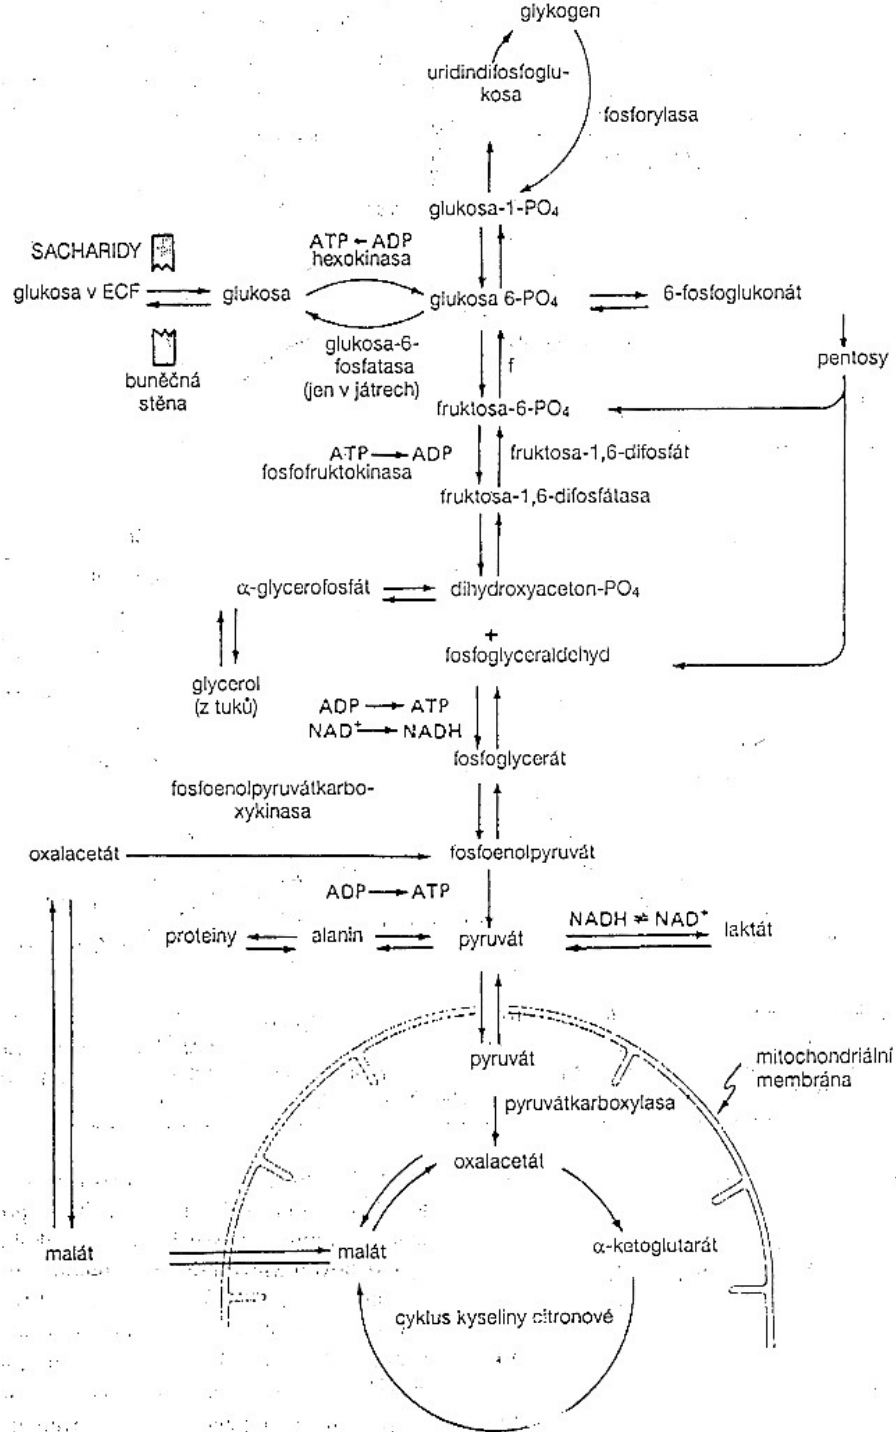 glykogen
uridindifosfoglu-
kosa
fosforylasa
glukosa-1-PO₄
SACHARIDY
ATP ← ADP
hexokinasa
glukosa v ECF
glukosa
glukosa 6-PO₄
6-fosfoglukonát
glukosa-6-
fosfatasa
(jen v játrech)
buněčná
stěna
f
pentosy
fruktosa-6-PO₄
ATP → ADP
fosfofruktokinasa
fruktosa-1,6-difosfát
fruktosa-1,6-difosfátasa
α-glycerofosfát
dihydroxyaceton-PO₄
+
fosfoglyceraldehyd
glycerol
(z tuků)
ADP → ATP
NAD⁺ → NADH
fosfoglycerát
fosfoenolpyruvátkarbo-
xykinasa
oxalacetát
fosfoenolpyruvát
ADP → ATP
proteiny
alanin
pyruvát
NADH ⇌ NAD⁺
laktát
pyruvát
mitochondriální
membrána
pyruvátkarboxylasa
oxalacetát
malát
malát
α-ketoglutarát
cyklus kyseliny citronové